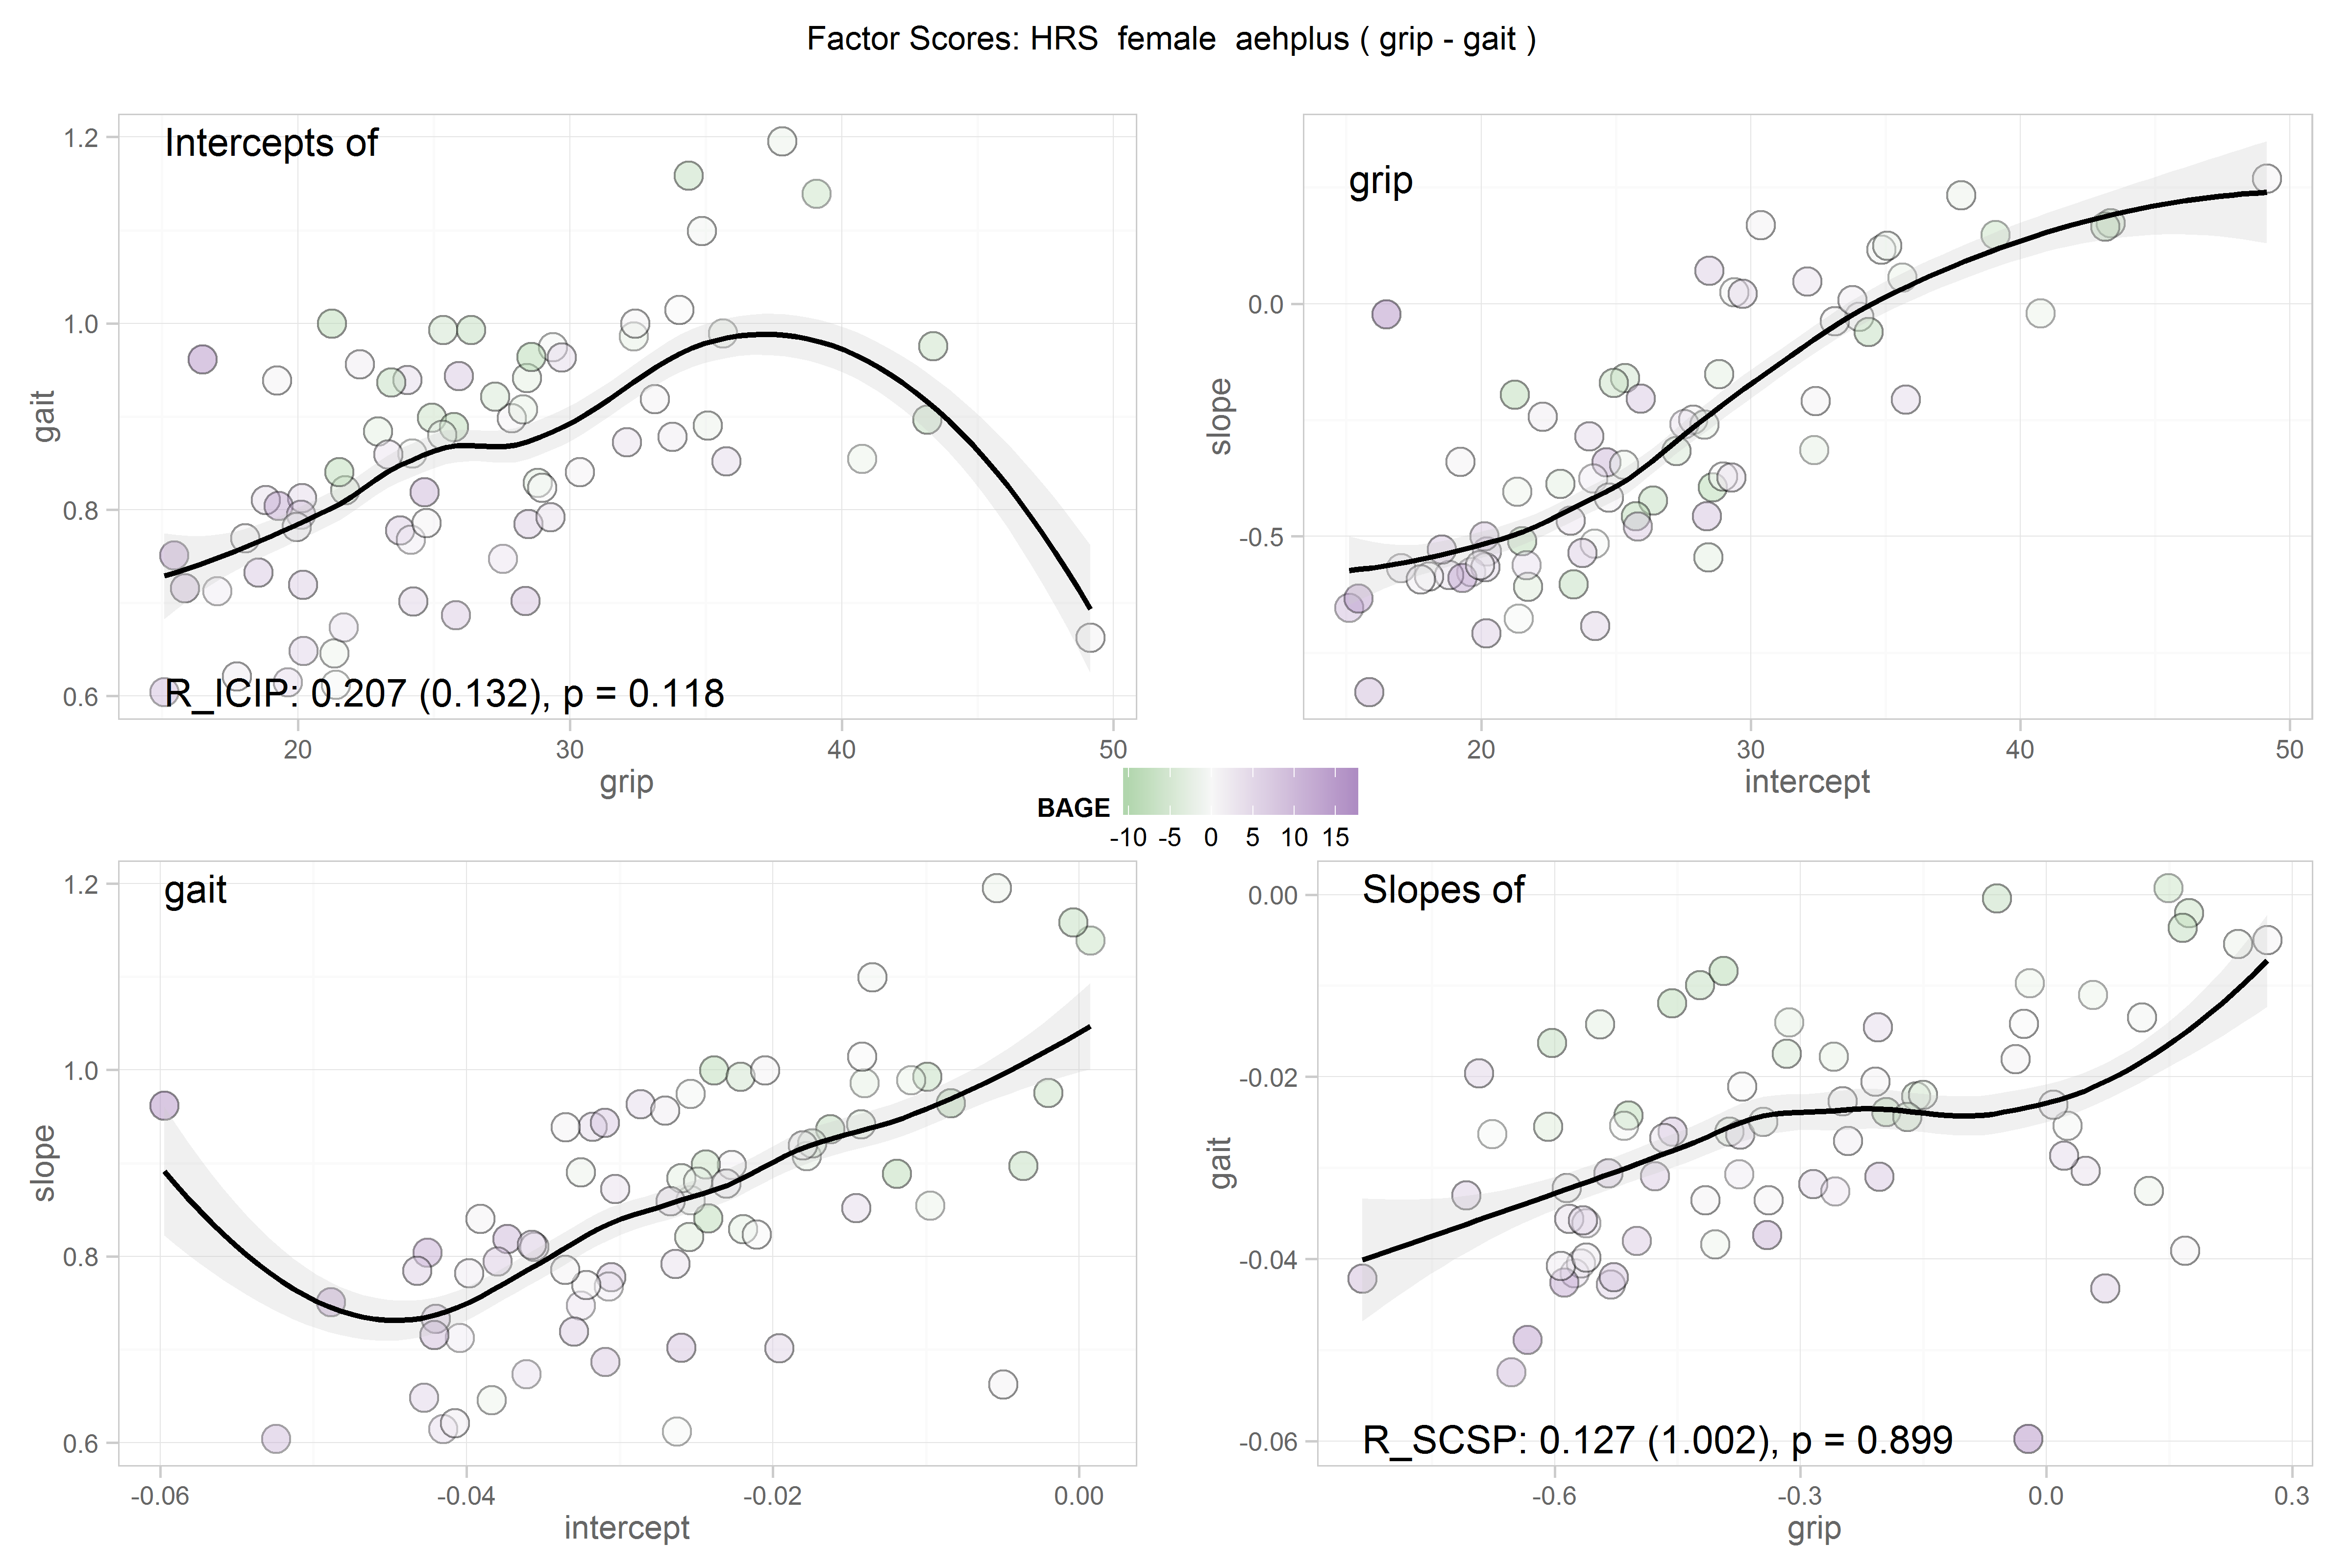 Factor Scores: HRS  female  aehplus ( grip - gait )
Intercepts of
1.2
1.0
0.8
0.6
gait
R_ICIP: 0.207 (0.132), p = 0.118
20
30
40
50
grip
grip
0.0
-0.5
slope
20
30
40
50
intercept
BAGE
-10
-5
0
5
10
15
gait
1.2
1.0
0.8
0.6
slope
-0.06
-0.04
-0.02
0.00
intercept
Slopes of
0.00
-0.02
-0.04
-0.06
gait
R_SCSP: 0.127 (1.002), p = 0.899
-0.6
-0.3
0.0
0.3
grip